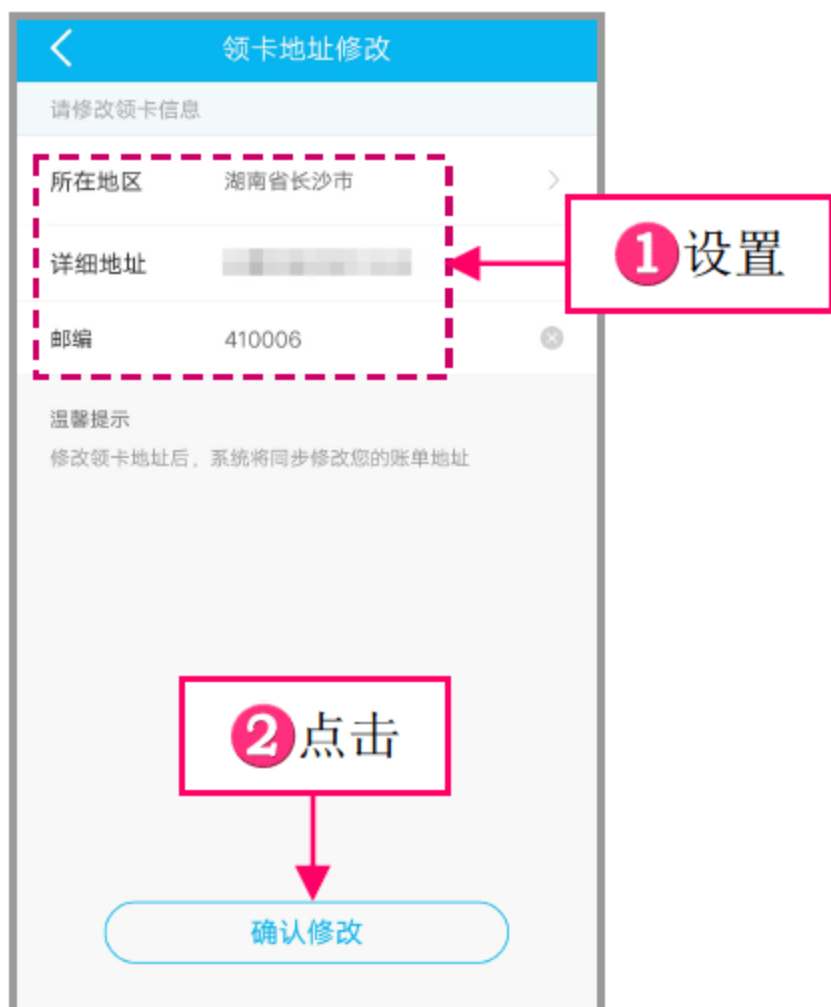 领卡地址修改
请修改领卡信息
所在地区 湖南省长沙市
❶设置
详细地址
邮编 410006
温馨提示
修改领卡地址后，系统将同步修改您的账单地址
❷点击
确认修改